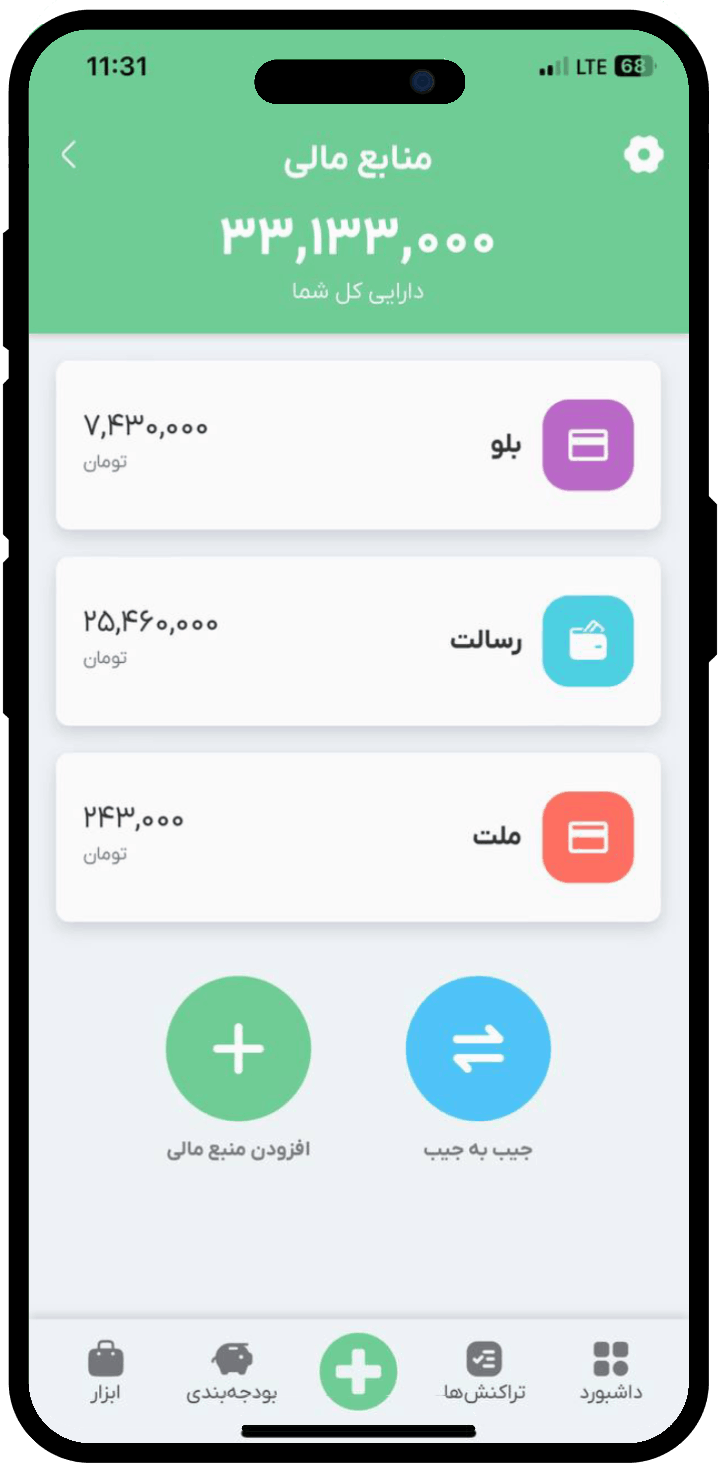 11:31
LTE 68
منابع مالی
۳۳,۱۳۳,۰۰۰
دارایی کل شما
بلو
۷,۴۳۰,۰۰۰
تومان
رسالت
۲۵,۴۶۰,۰۰۰
تومان
ملت
۲۴۳,۰۰۰
تومان
جیب به جیب
افزودن منبع مالی
داشبورد
تراکنش‌ها
بودجه‌بندی
ابزار